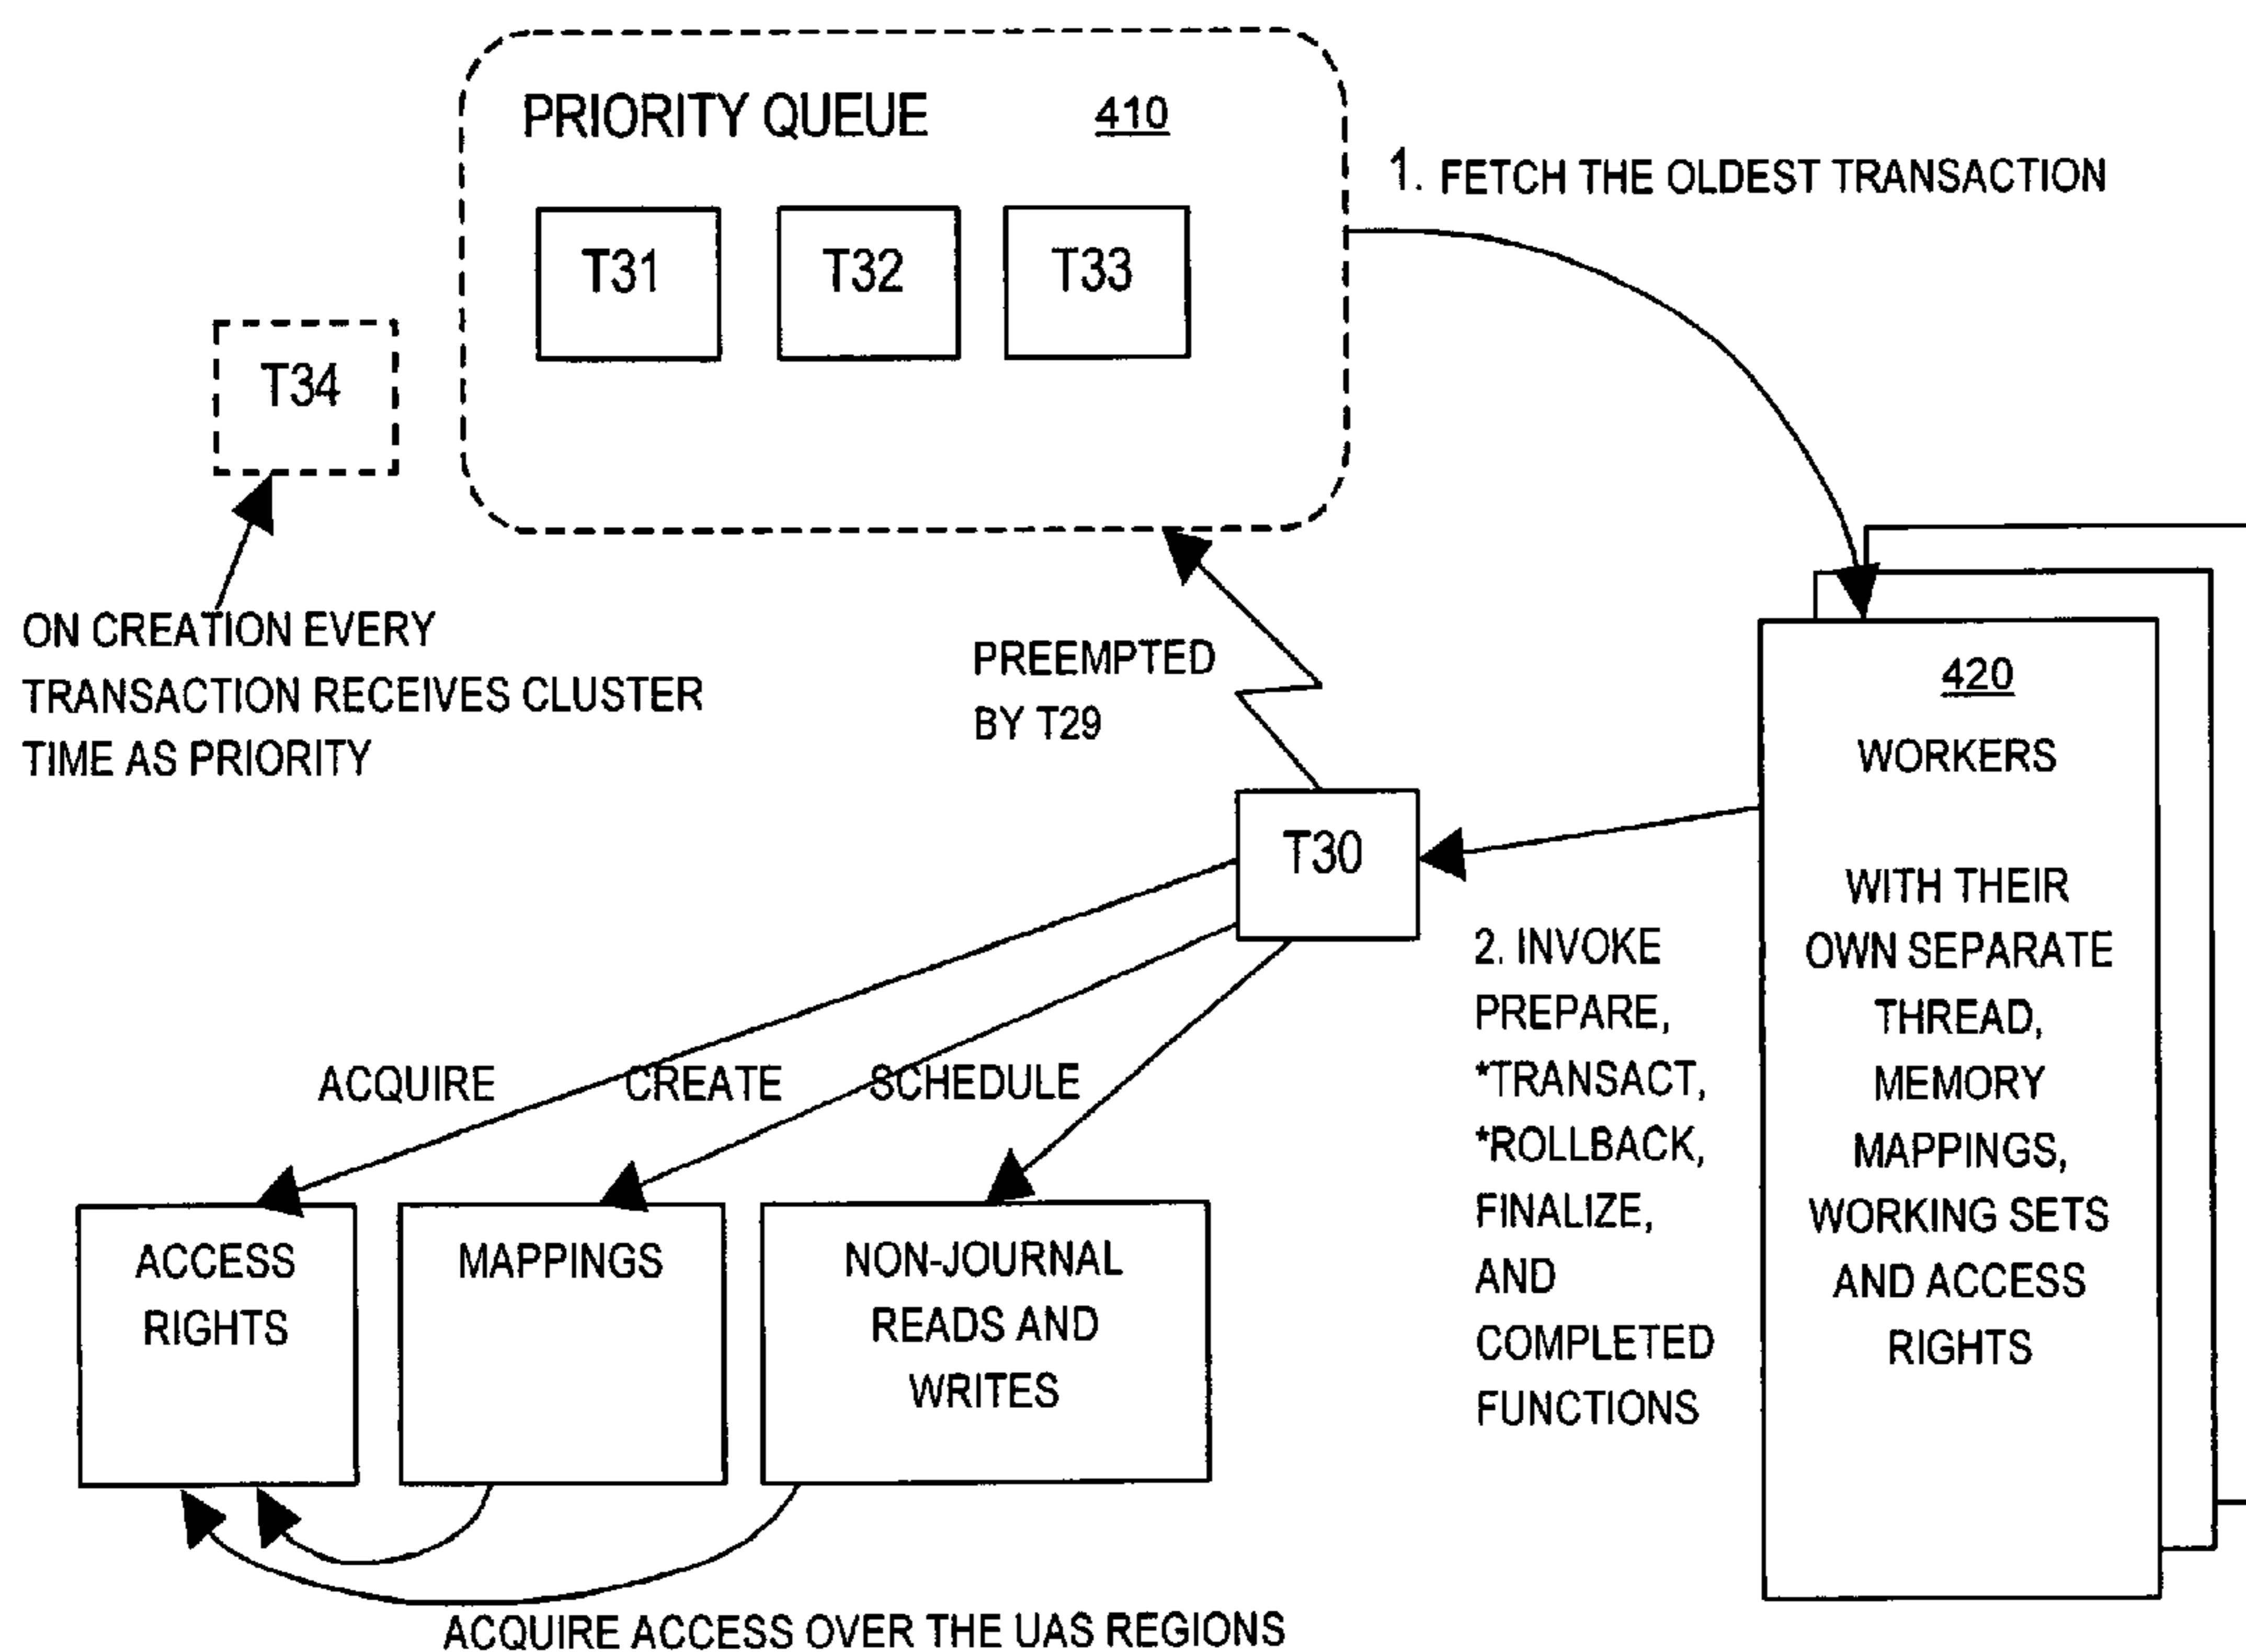 PRIORITY QUEUE 410
1. FETCH THE OLDEST TRANSACTION
T31 T32 T33
T34
ON CREATION EVERY
TRANSACTION RECEIVES CLUSTER
TIME AS PRIORITY
PREEMPTED
BY T29
420
WORKERS
WITH THEIR
OWN SEPARATE
THREAD,
MEMORY
MAPPINGS,
WORKING SETS
AND ACCESS
RIGHTS
T30
2. INVOKE
PREPARE,
*TRANSACT,
*ROLLBACK,
FINALIZE,
AND
COMPLETED
FUNCTIONS
ACQUIRE CREATE SCHEDULE
ACCESS
RIGHTS
MAPPINGS
NON-JOURNAL
READS AND
WRITES
ACQUIRE ACCESS OVER THE UAS REGIONS